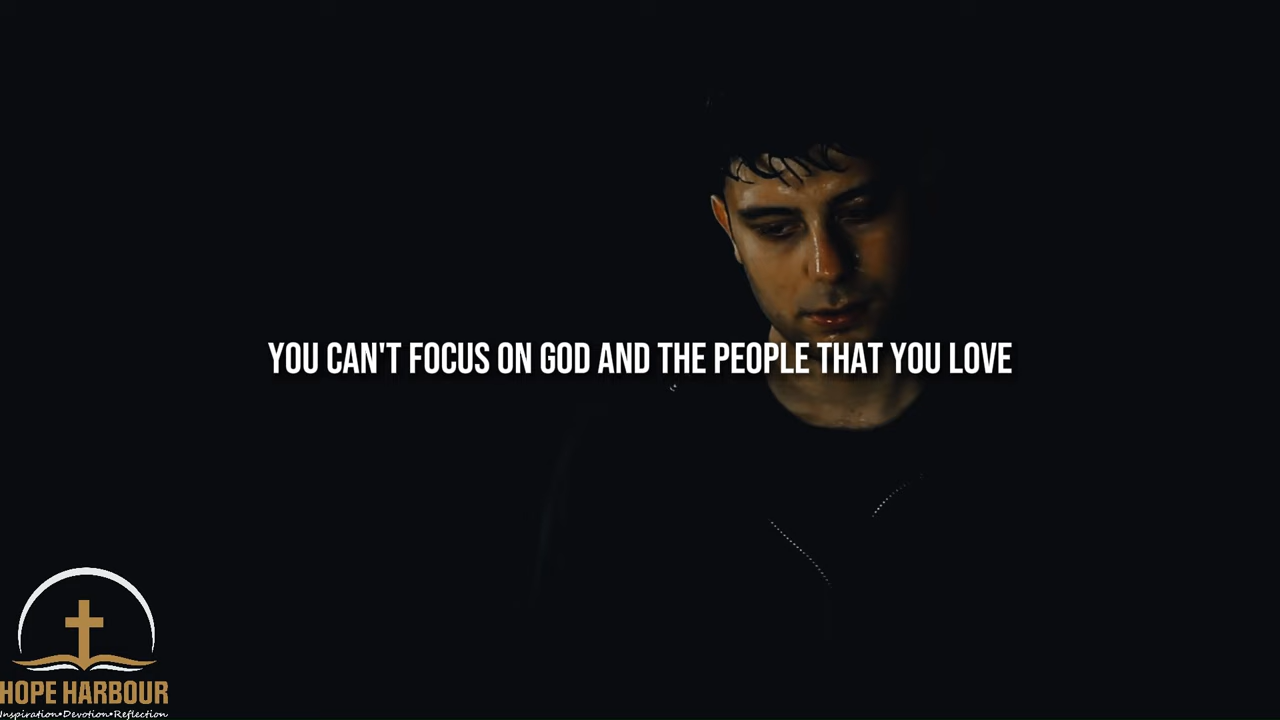 YOU CAN'T FOCUS ON GOD AND THE PEOPLE THAT YOU LOVE
HOPE HARBOUR
Inspiration•Devotion•Reflection